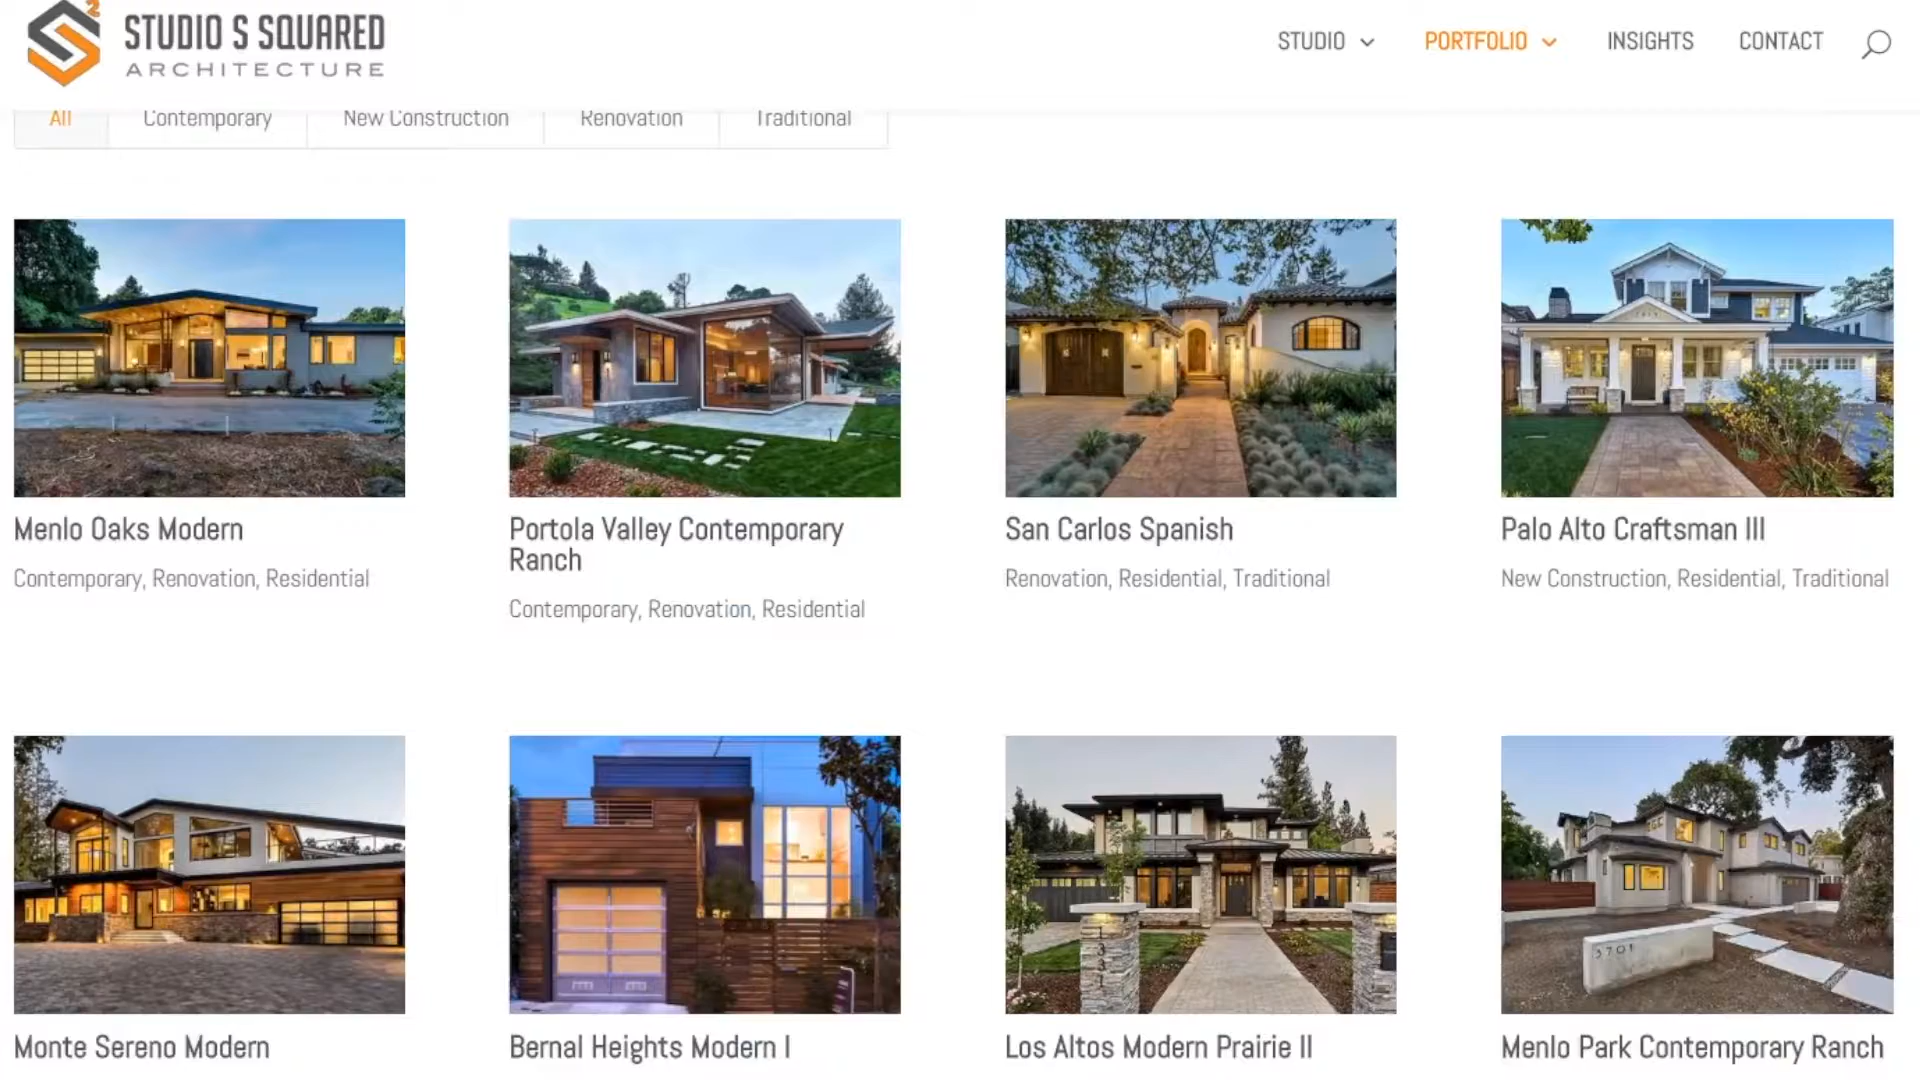 STUDIO S SQUARED
ARCHITECTURE
STUDIO PORTFOLIO INSIGHTS CONTACT
All Contemporary New Construction Renovation Traditional
Menlo Oaks Modern
Contemporary, Renovation, Residential
Portola Valley Contemporary
Ranch
Contemporary, Renovation, Residential
San Carlos Spanish
Renovation, Residential, Traditional
Palo Alto Craftsman III
New Construction, Residential, Traditional
1331
3701
Monte Sereno Modern
Bernal Heights Modern I
Los Altos Modern Prairie II
Menlo Park Contemporary Ranch